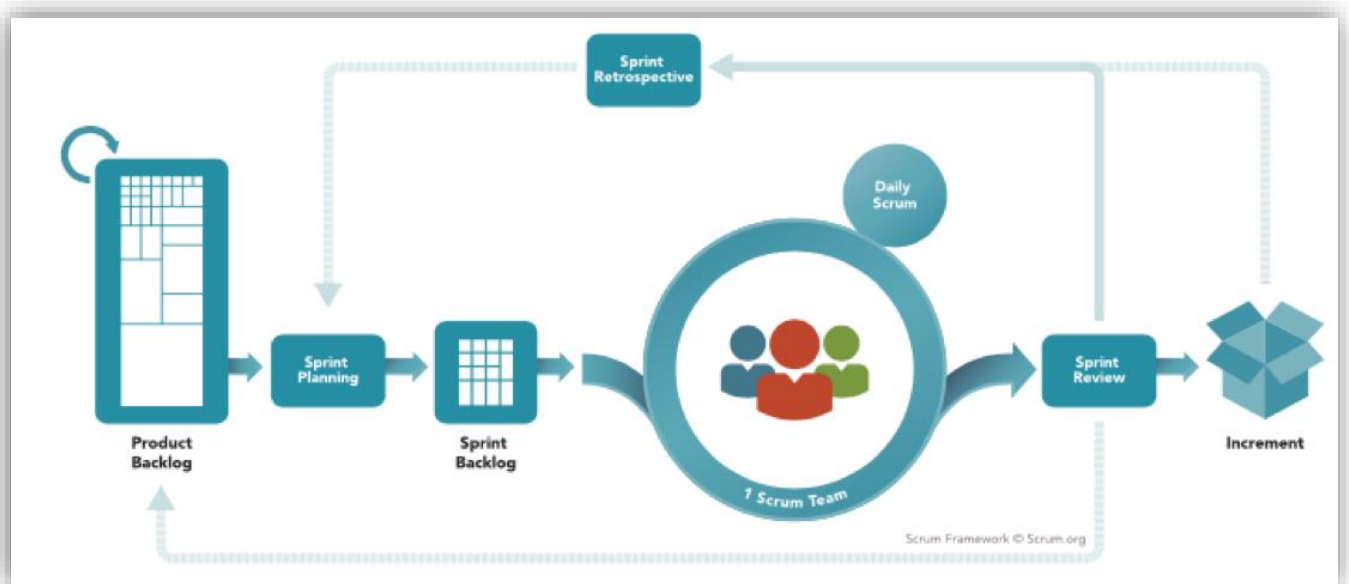 Sprint
Retrospective
Daily
Scrum
Sprint
Planning
Sprint
Review
Product
Backlog
Sprint
Backlog
Increment
1 Scrum Team
Scrum Framework © Scrum.org